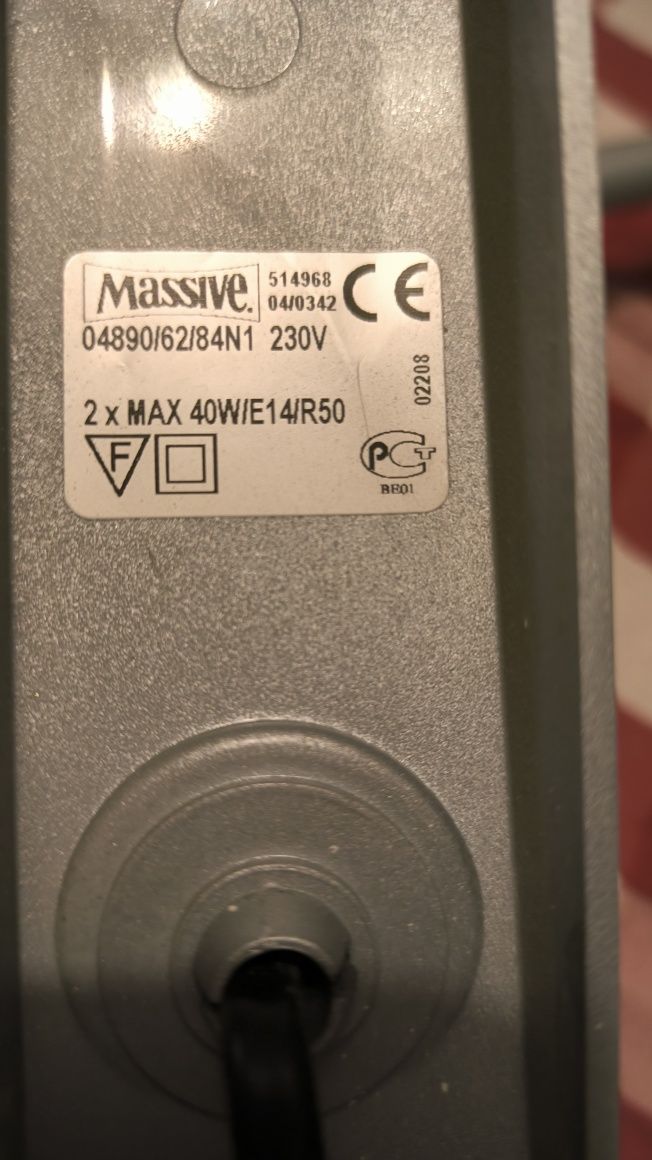 Massive.
514968
04/0342
CE
04890/62/84N1 230V
02208
2 x MAX 40W/E14/R50
F
PCT
BE01